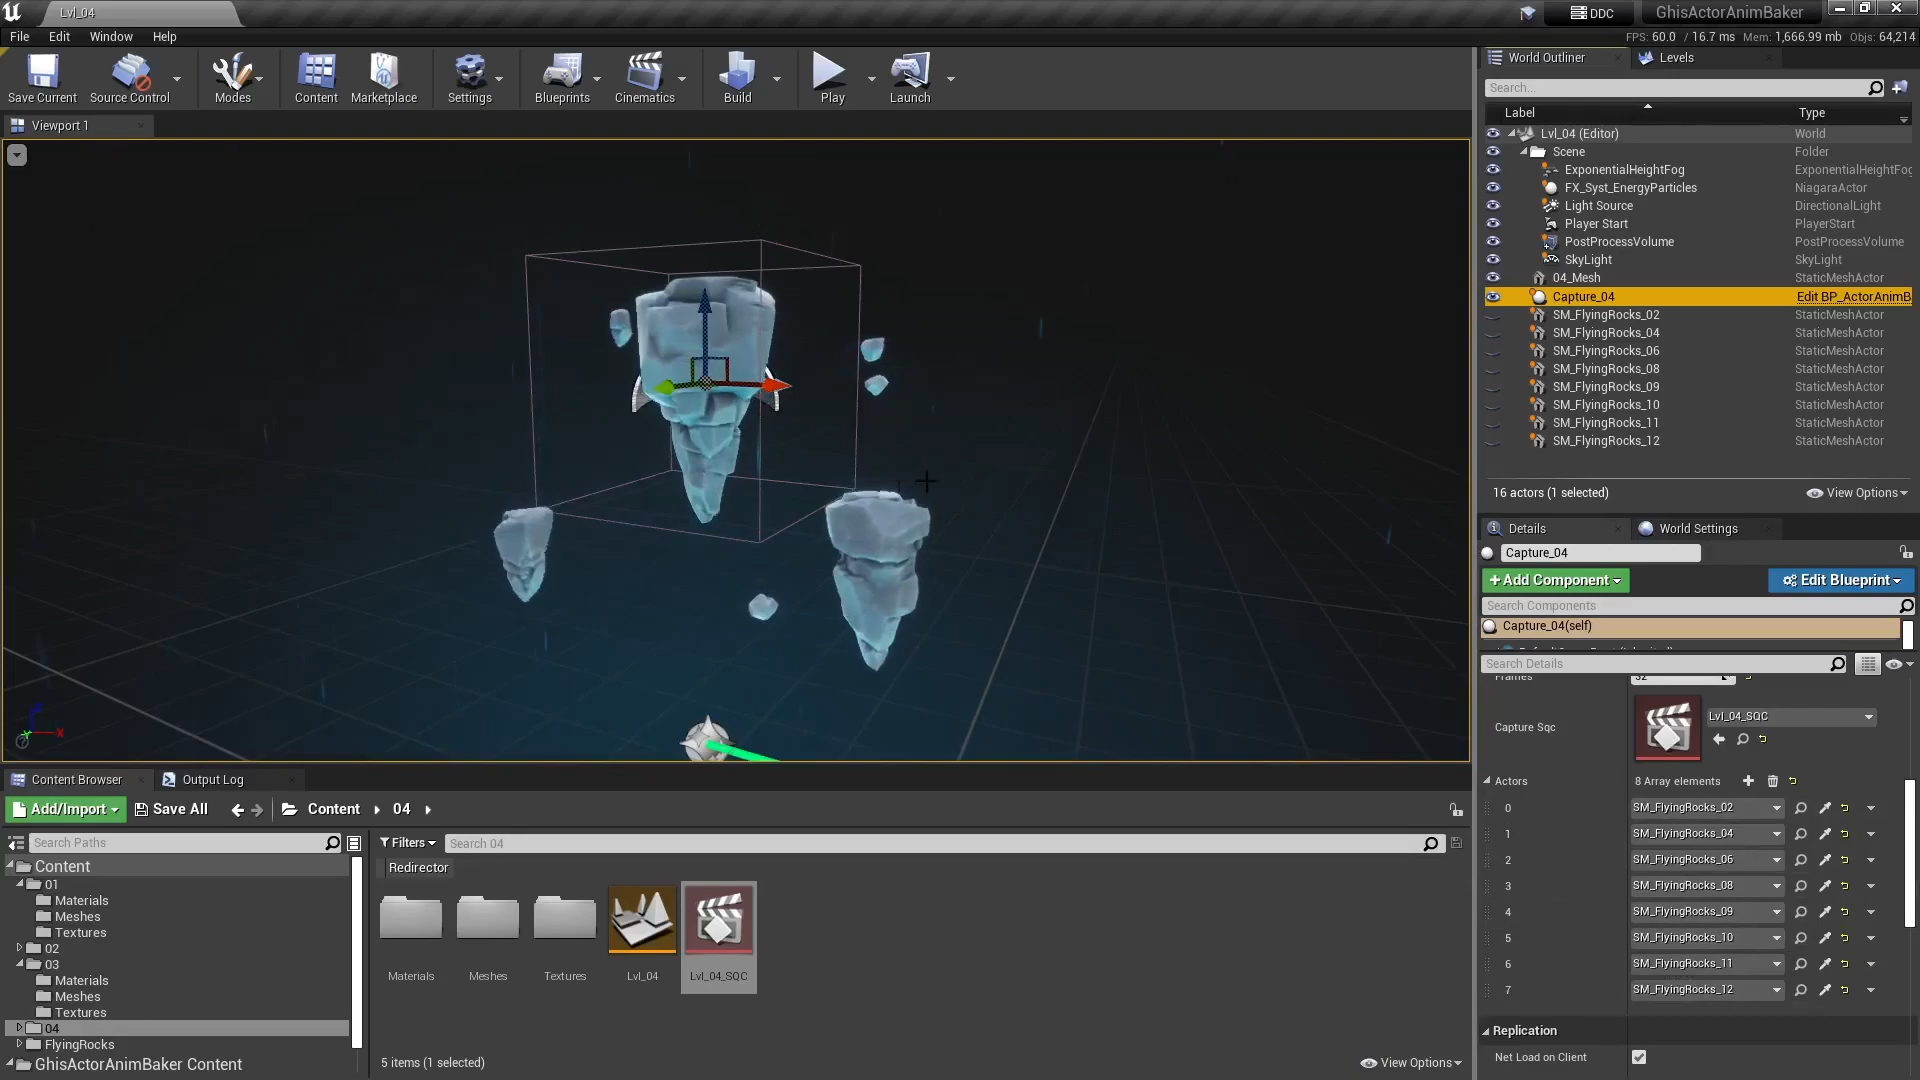 Lvl_04
DDC
GhisActorAnimBaker
File Edit Window Help
FPS: 60.0 / 16.7 ms Mem: 1,666.99 mb Objs: 64,214
Save Current
Source Control
Modes
Content
Marketplace
Settings
Blueprints
Cinematics
Build
Play
Launch
World Outliner
Levels
Search...
Label Type
Lvl_04 (Editor) World
Scene Folder
ExponentialHeightFog ExponentialHeightFog
FX_Syst_EnergyParticles NiagaraActor
Light Source DirectionalLight
Player Start PlayerStart
PostProcessVolume PostProcessVolume
SkyLight SkyLight
04_Mesh StaticMeshActor
Capture_04 Edit BP_ActorAnimB
SM_FlyingRocks_02 StaticMeshActor
SM_FlyingRocks_04 StaticMeshActor
SM_FlyingRocks_06 StaticMeshActor
SM_FlyingRocks_08 StaticMeshActor
SM_FlyingRocks_09 StaticMeshActor
SM_FlyingRocks_10 StaticMeshActor
SM_FlyingRocks_11 StaticMeshActor
SM_FlyingRocks_12 StaticMeshActor
16 actors (1 selected)
View Options
Viewport 1
X
Details
World Settings
Capture_04
+Add Component
Edit Blueprint
Search Components
Capture_04(self)
Search Details
Frames 32
Capture Sqc Lvl_04_SQC
Actors 8 Array elements
0 SM_FlyingRocks_02
1 SM_FlyingRocks_04
2 SM_FlyingRocks_06
3 SM_FlyingRocks_08
4 SM_FlyingRocks_09
5 SM_FlyingRocks_10
6 SM_FlyingRocks_11
7 SM_FlyingRocks_12
Replication
Net Load on Client
Content Browser
Output Log
Add/Import
Save All
Content
04
Search Paths
Filters
Search 04
Redirector
Content
01
Materials
Meshes
Textures
02
03
Materials
Meshes
Textures
04
FlyingRocks
GhisActorAnimBaker Content
Materials
Meshes
Textures
Lvl_04
Lvl_04_SQC
5 items (1 selected)
View Options